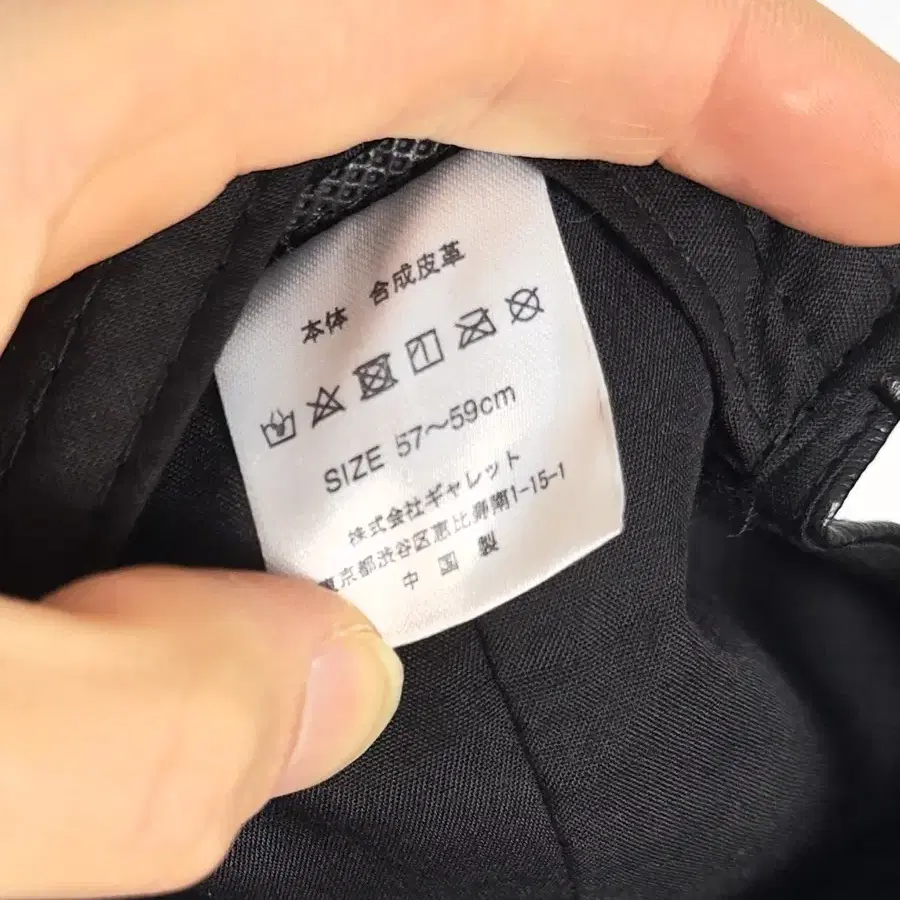 本体 合成皮革
SIZE 57～59cm
株式会社ギャレット
東京都渋谷区恵比寿南1-15-1
中国製